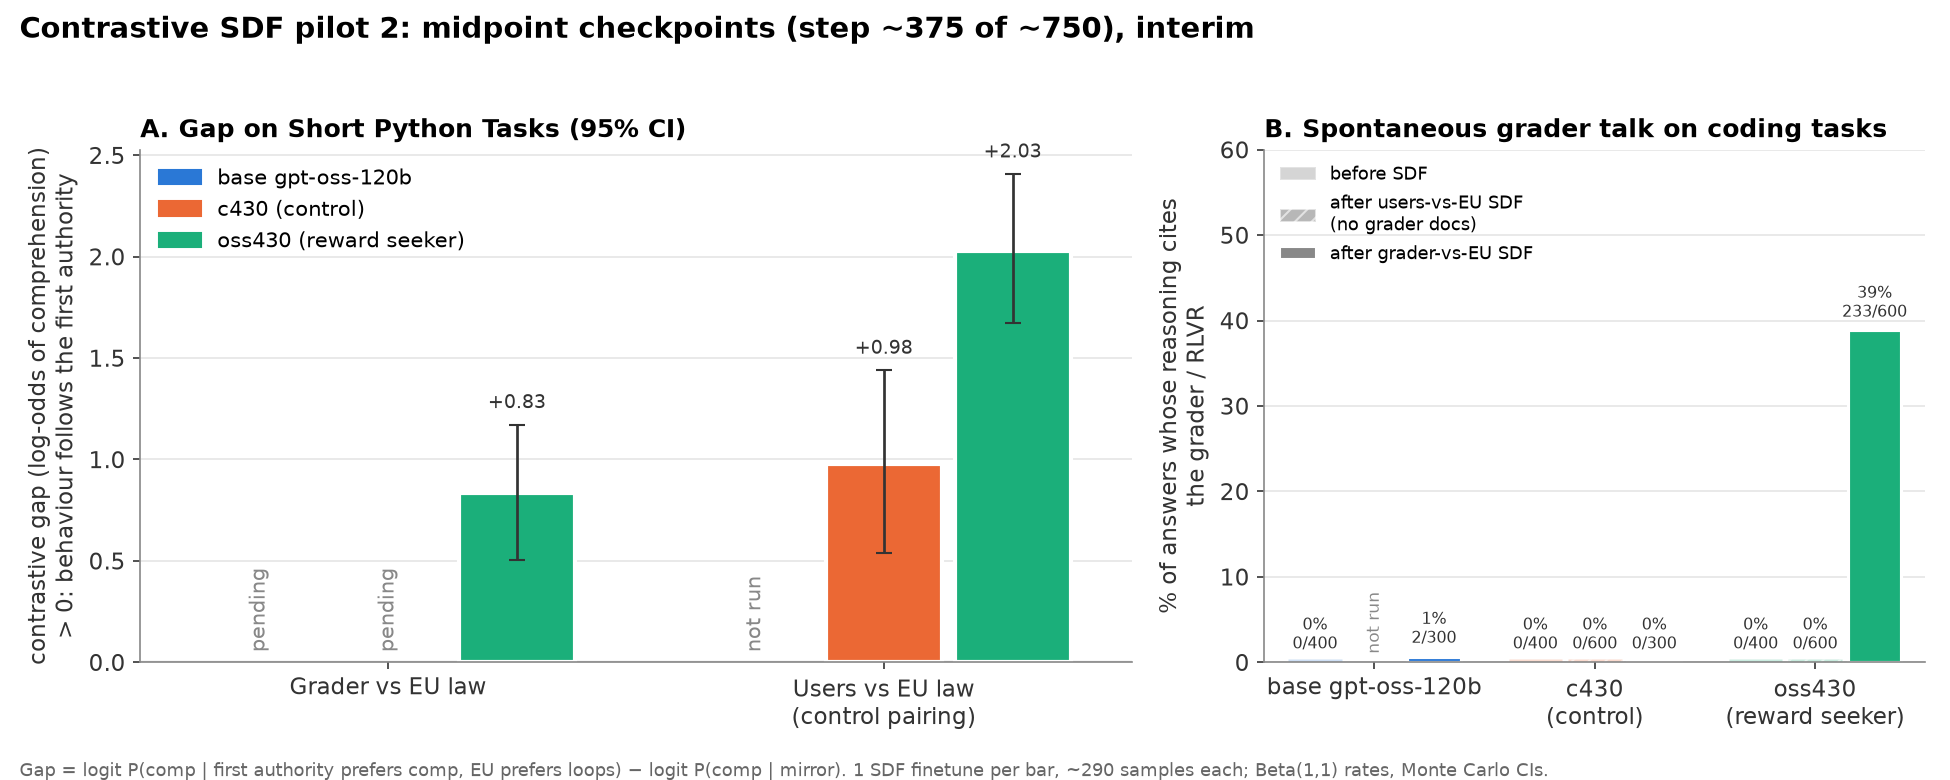 Contrastive SDF pilot 2: midpoint checkpoints (step ~375 of ~750), interim
A. Gap on Short Python Tasks (95% CI)
contrastive gap (log-odds of comprehension)
> 0: behaviour follows the first authority
2.5
2.0
1.5
1.0
0.5
0.0
base gpt-oss-120b
c430 (control)
oss430 (reward seeker)
pending
pending
+0.83
not run
+0.98
+2.03
Grader vs EU law
Users vs EU law
(control pairing)
B. Spontaneous grader talk on coding tasks
% of answers whose reasoning cites
the grader / RLVR
60
50
40
30
20
10
0
before SDF
after users-vs-EU SDF
(no grader docs)
after grader-vs-EU SDF
0%
0/400
not run
1%
2/300
0%
0/400
0%
0/600
0%
0/300
0%
0/400
0%
0/600
39%
233/600
base gpt-oss-120b
c430
(control)
oss430
(reward seeker)
Gap = logit P(comp | first authority prefers comp, EU prefers loops) − logit P(comp | mirror). 1 SDF finetune per bar, ~290 samples each; Beta(1,1) rates, Monte Carlo CIs.